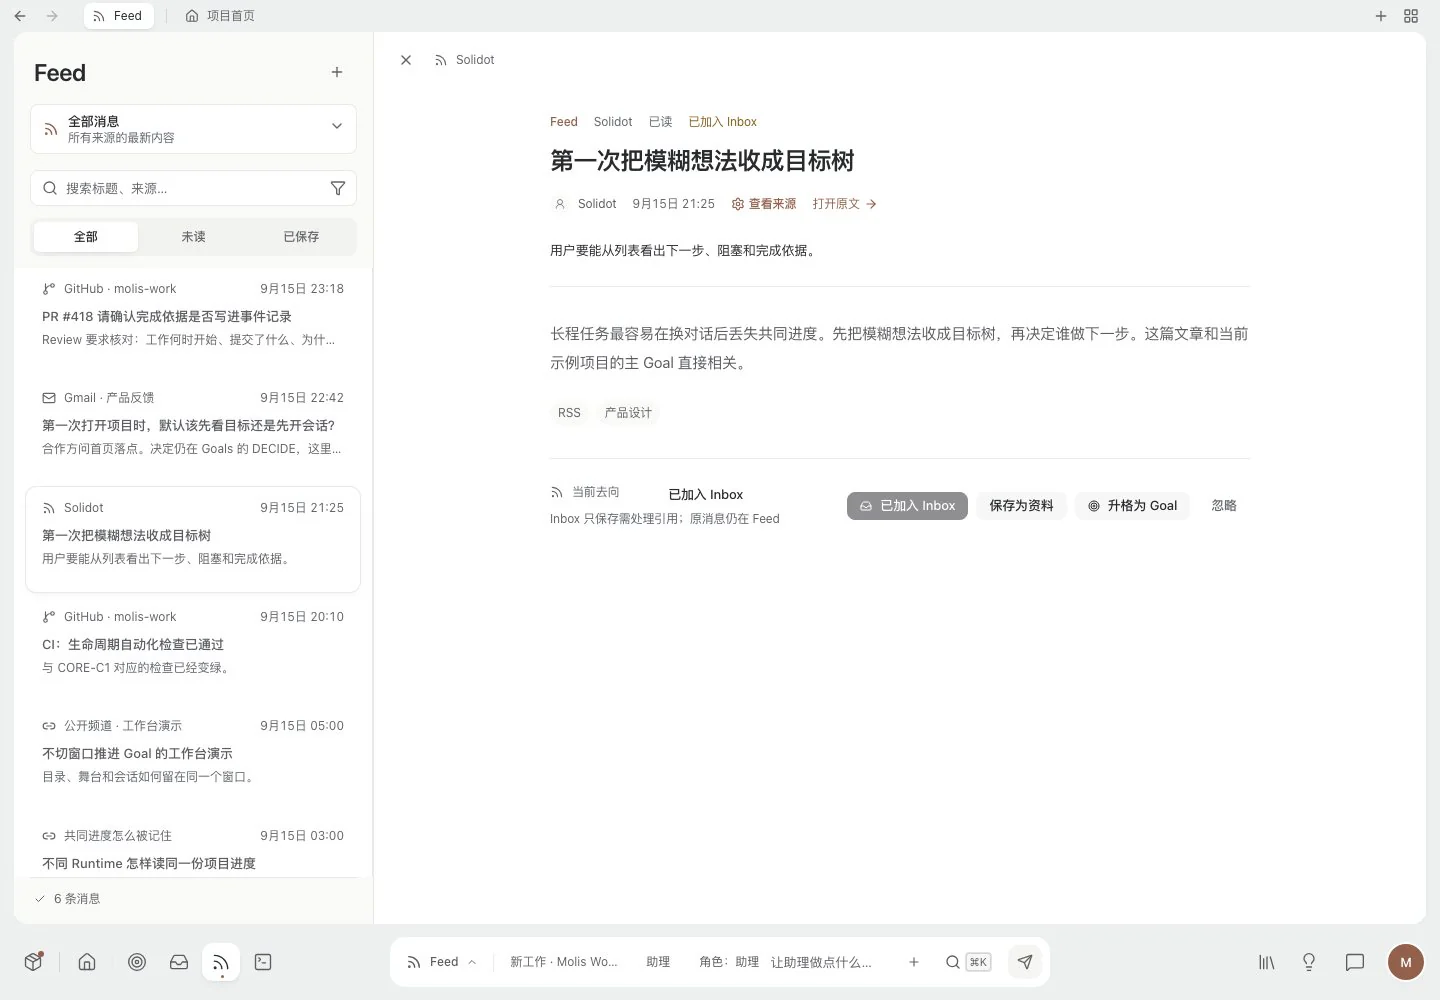 Feed
项目首页
Feed
全部消息
所有来源的最新内容
搜索标题、来源...
全部
未读
已保存
GitHub · molis-work
9月15日 23:18
PR #418 请确认完成依据是否写进事件记录
Review 要求核对：工作何时开始、提交了什么、为什...
Gmail · 产品反馈
9月15日 22:42
第一次打开项目时，默认该先看目标还是先开会话？
合作方问首页落点。决定仍在 Goals 的 DECIDE，这里...
Solidot
9月15日 21:25
第一次把模糊想法收成目标树
用户要能从列表看出下一步、阻塞和完成依据。
GitHub · molis-work
9月15日 20:10
CI：生命周期自动化检查已通过
与 CORE-C1 对应的检查已经变绿。
公开频道 · 工作台演示
9月15日 05:00
不切窗口推进 Goal 的工作台演示
目录、舞台和会话如何留在同一个窗口。
共同进度怎么被记住
9月15日 03:00
不同 Runtime 怎样读同一份项目进度
6 条消息
Solidot
Feed Solidot 已读 已加入 Inbox
第一次把模糊想法收成目标树
Solidot 9月15日 21:25 查看来源 打开原文
用户要能从列表看出下一步、阻塞和完成依据。
长程任务最容易在换对话后丢失共同进度。先把模糊想法收成目标树，再决定谁做下一步。这篇文章和当前
示例项目的主 Goal 直接相关。
RSS 产品设计
当前去向 已加入 Inbox
Inbox 只保存需处理引用；原消息仍在 Feed
已加入 Inbox
保存为资料
升格为 Goal
忽略
Feed
新工作 · Molis Wo...
助理
角色：助理
让助理做点什么...
⌘K
M